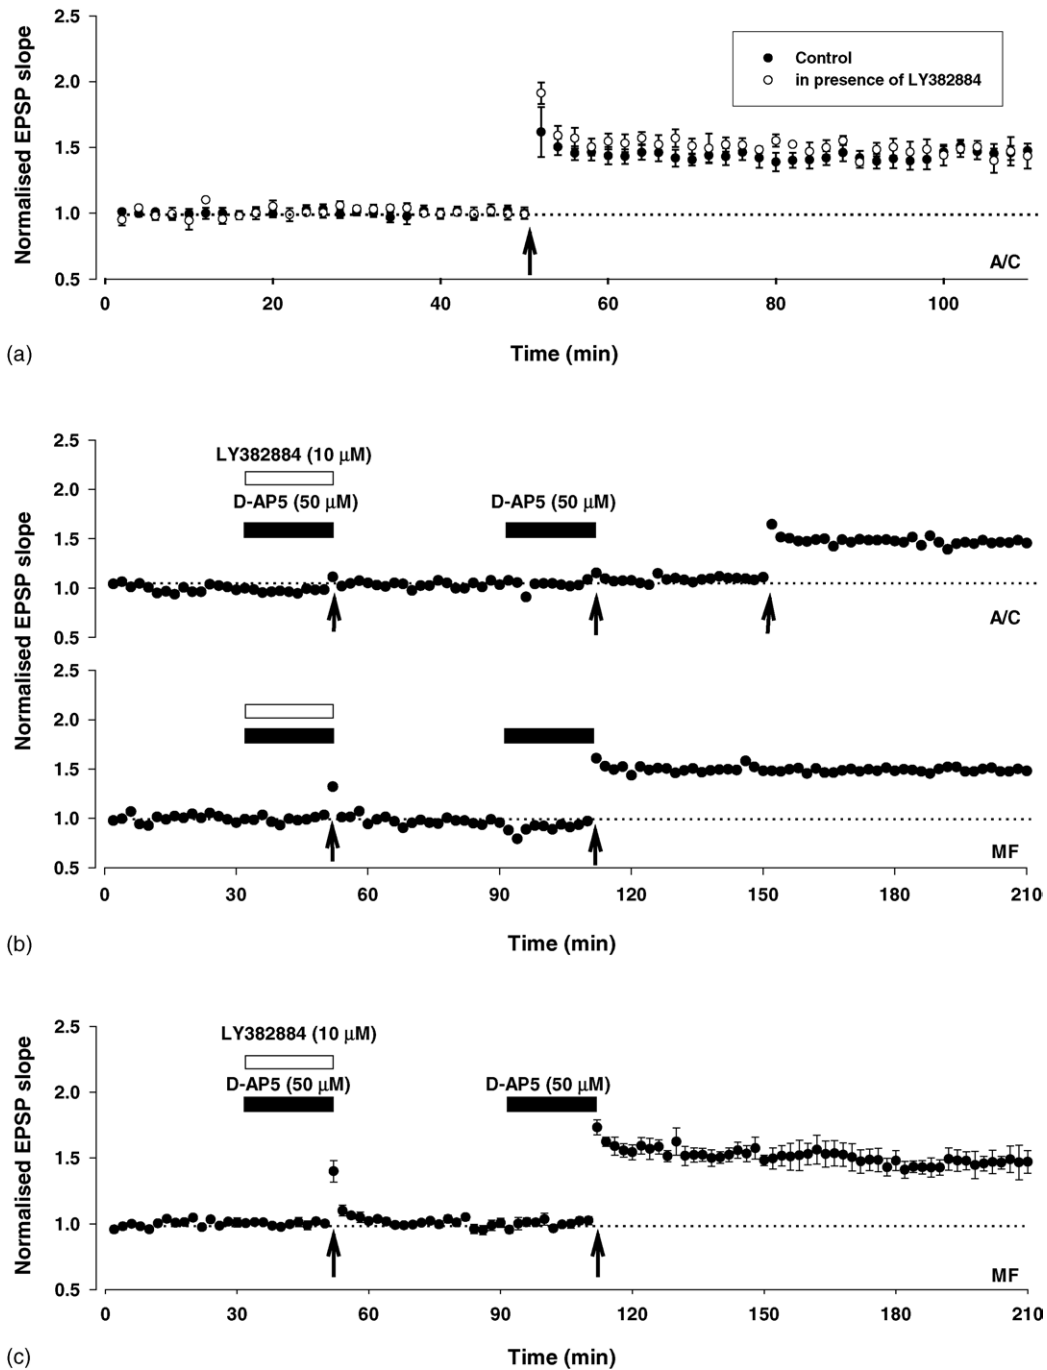 2.5
Normalised EPSP slope
2.0
Control
in presence of LY382884
1.5
1.0
0.5
A/C
0 20 40 60 80 100
(a)
Time (min)
2.5
Normalised EPSP slope
LY382884 (10 μM)
2.0
D-AP5 (50 μM) D-AP5 (50 μM)
1.5
1.0
A/C
0.5
2.5
2.0
1.5
1.0
MF
0.5
0 30 60 90 120 150 180 210
(b)
Time (min)
2.5
Normalised EPSP slope
LY382884 (10 μM)
D-AP5 (50 μM) D-AP5 (50 μM)
2.0
1.5
1.0
MF
0.5
0 30 60 90 120 150 180 210
(c)
Time (min)